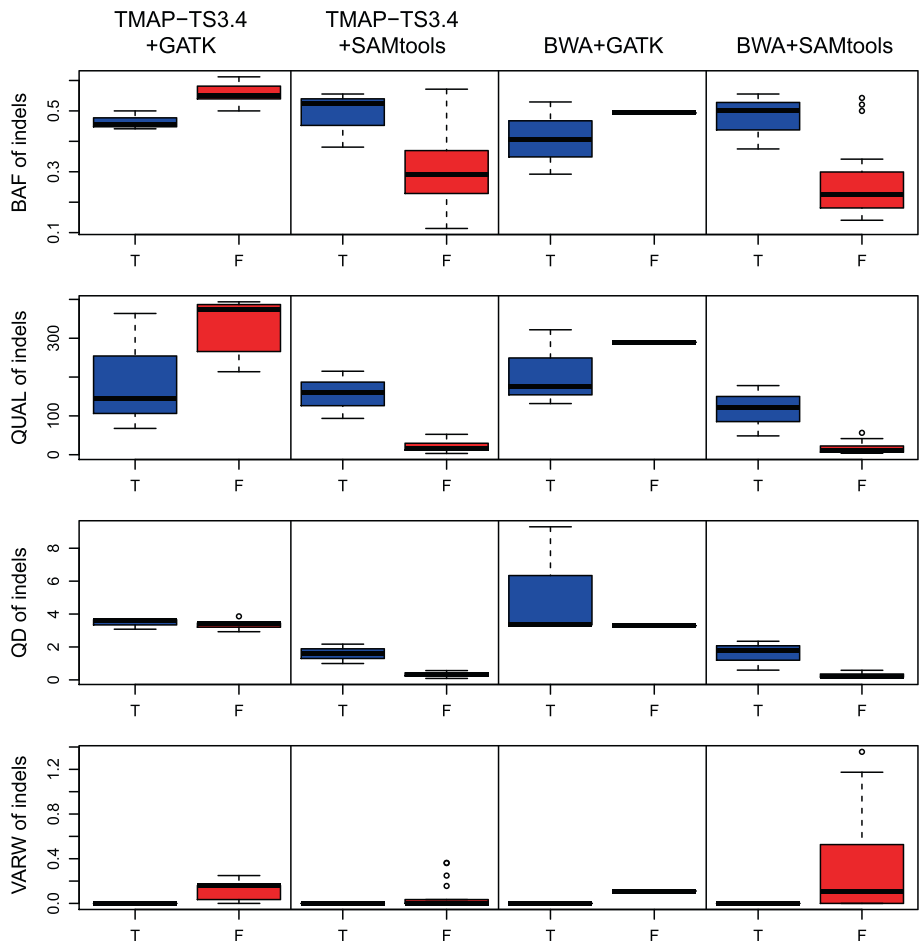 TMAP−TS3.4
+GATK
TMAP−TS3.4
+SAMtools
BWA+GATK
BWA+SAMtools
BAF of indels
0.1 0.3 0.5
T F T F T F T F
QUAL of indels
0 100 300
T F T F T F T F
QD of indels
0 2 4 6 8
T F T F T F T F
VARW of indels
0.0 0.4 0.8 1.2
T F T F T F T F